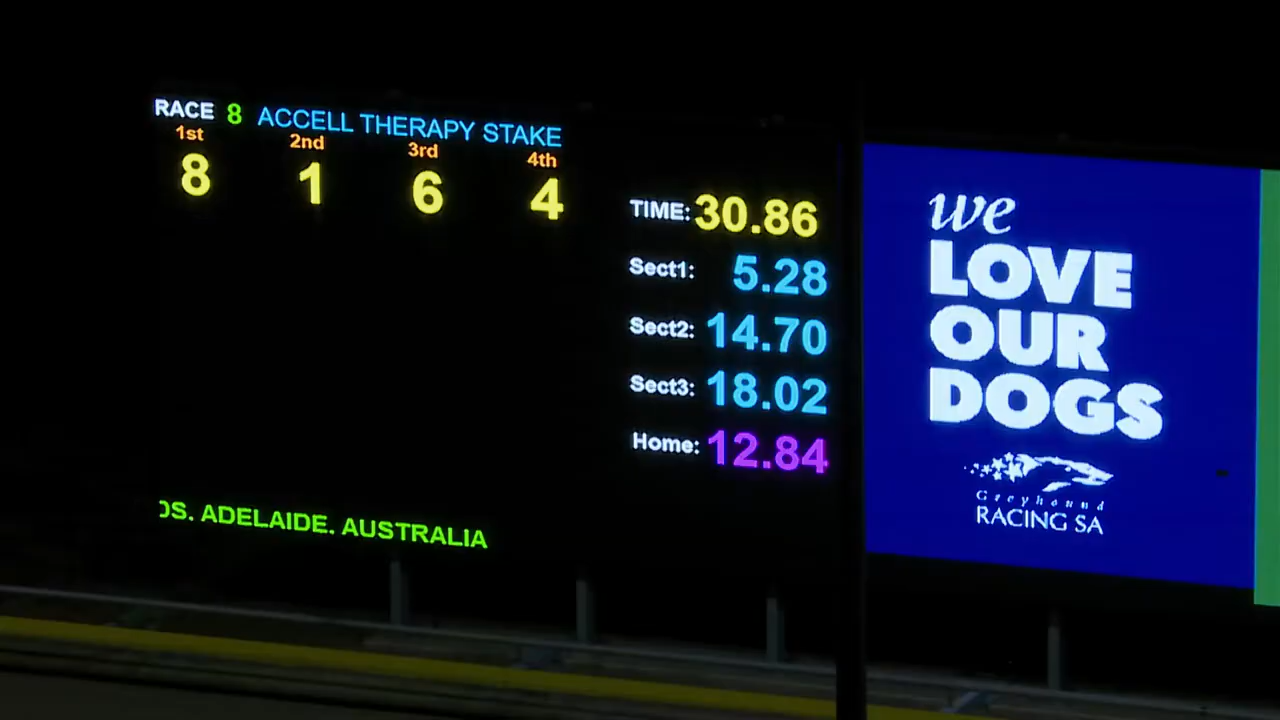 RACE 8 ACCELL THERAPY STAKE
1st 2nd 3rd 4th
8 1 6 4
TIME: 30.86
Sect1: 5.28
Sect2: 14.70
Sect3: 18.02
Home: 12.84
OS. ADELAIDE. AUSTRALIA
we
LOVE
OUR
DOGS
Greyhound
RACING SA